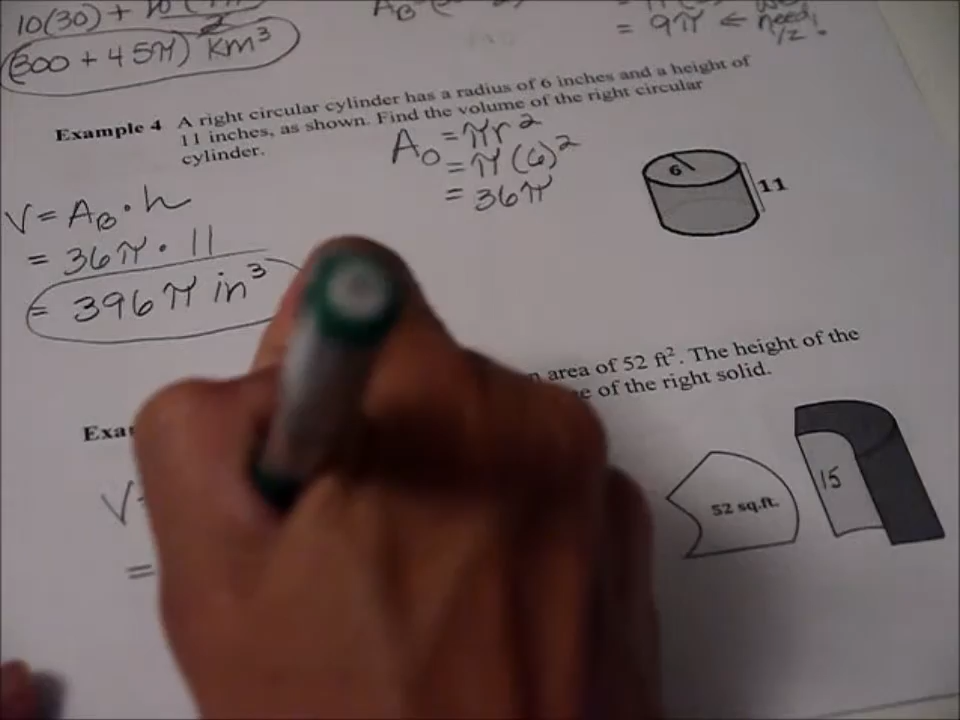 10(30) +
(300 + 45π) km³
= 9π ← need
1/2.
Example 4 A right circular cylinder has a radius of 6 inches and a height of
11 inches, as shown. Find the volume of the right circular
cylinder.
A○ = πr²
= π(6)²
= 36π
6
11
V = A_B · h
= 36π · 11
= 396π in³
area of 52 ft². The height of the
of the right solid.
V
=
52 sq.ft.
15